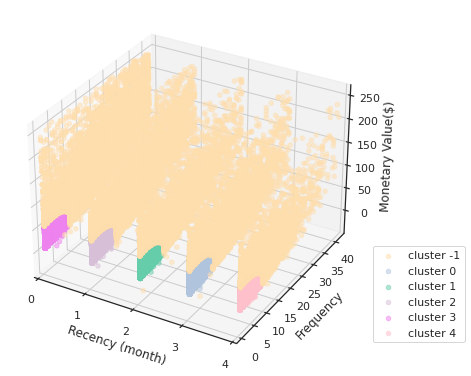 250
200
150
100
50
0
Monetary Value($)
0
1
2
3
4
Recency (month)
0
5
10
15
20
25
30
35
40
Frequency
cluster -1
cluster 0
cluster 1
cluster 2
cluster 3
cluster 4